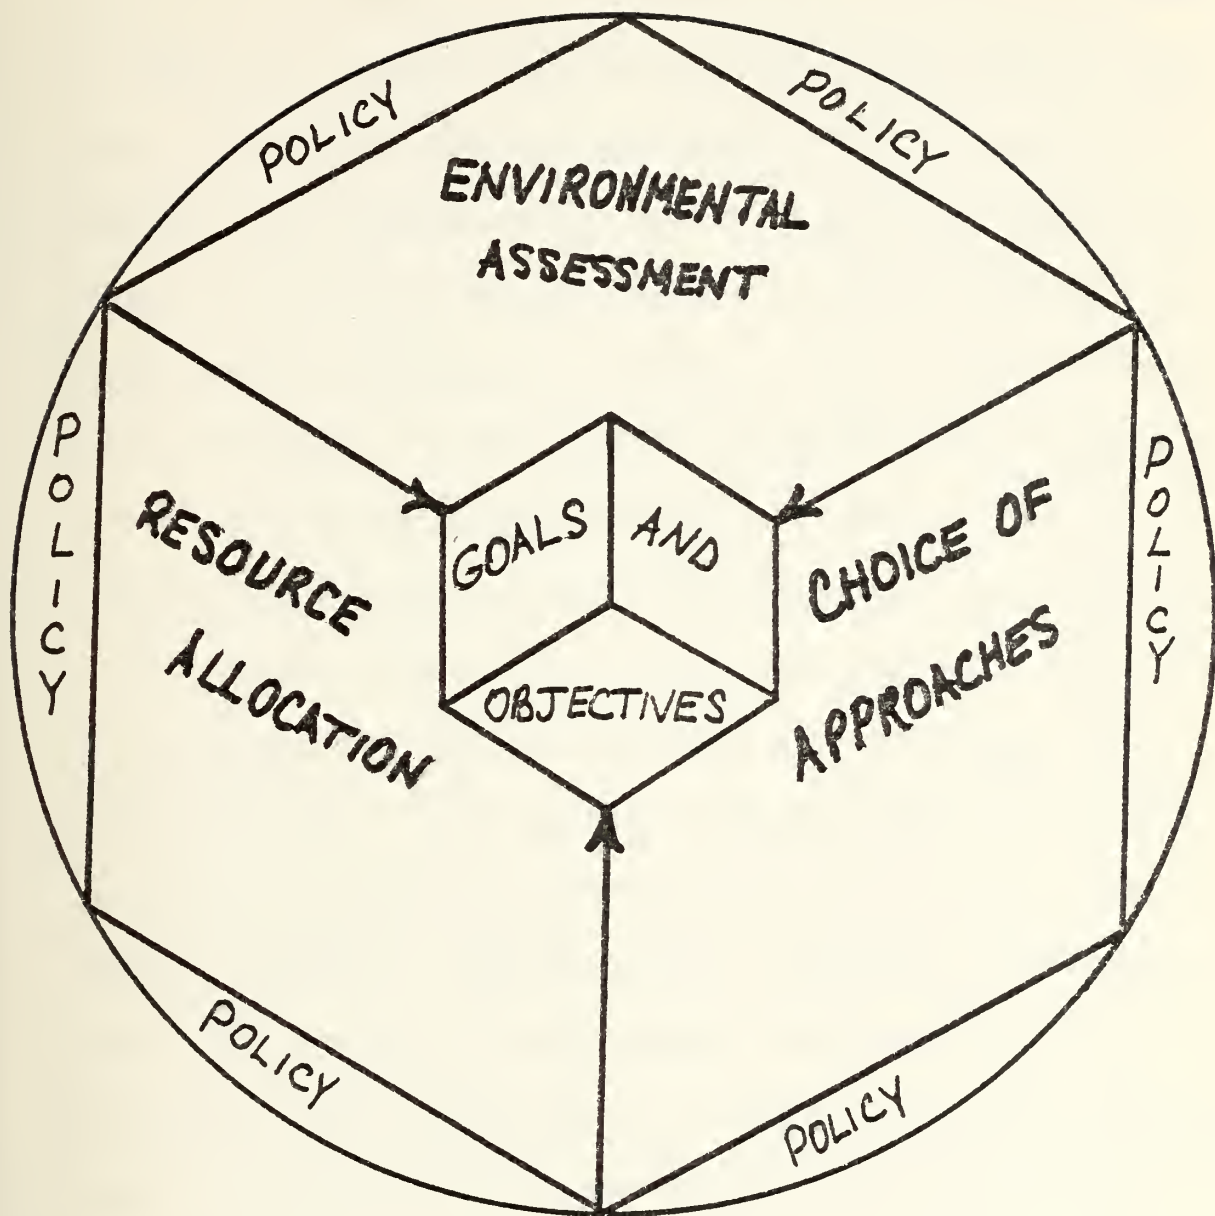 POLICY
POLICY
ENVIRONMENTAL
ASSESSMENT
POLICY
POLICY
RESOURCE
ALLOCATION
GOALS
AND
OBJECTIVES
CHOICE OF
APPROACHES
POLICY
POLICY